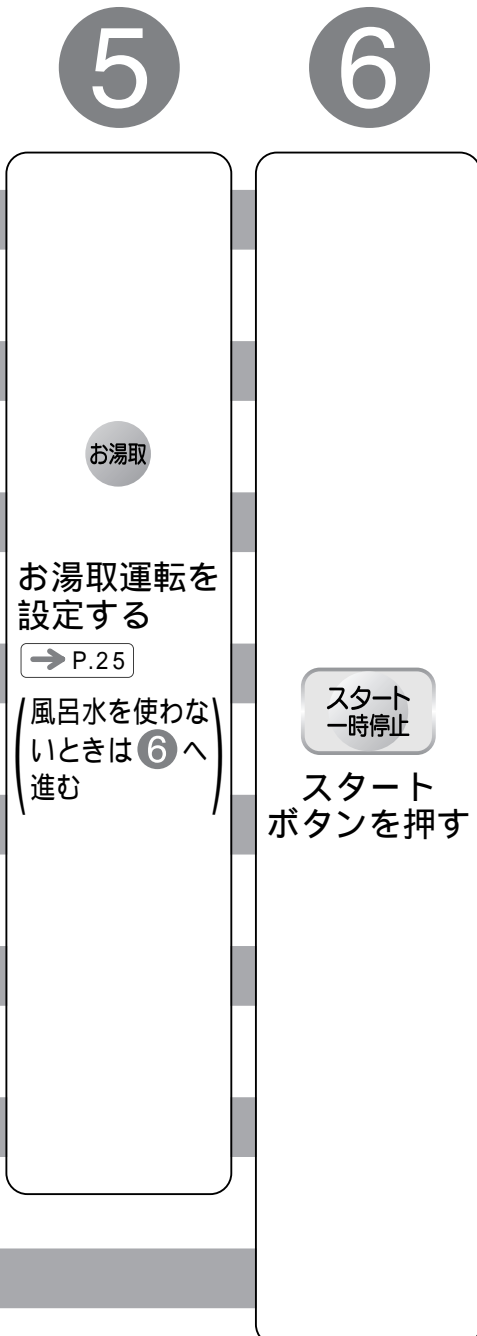 5
お湯取
お湯取運転を
設定する
→ P.25
(風呂水を使わな
いときは 6 へ
進む)
6
スタート
一時停止
スタート
ボタンを押す